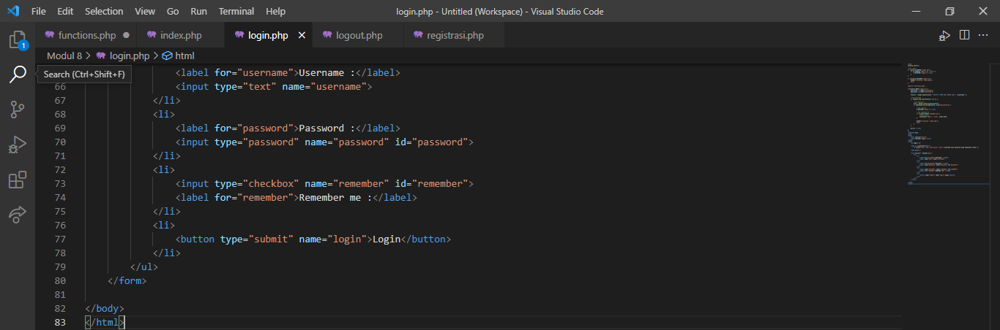 File Edit Selection View Go Run Terminal Help login.php - Untitled (Workspace) - Visual Studio Code
functions.php index.php login.php logout.php registrasi.php
1
Modul 8 > login.php > html
Search (Ctrl+Shift+F)
<label for="username">Username :</label>
66 <input type="text" name="username">
67 </li>
68 <li>
69 <label for="password">Password :</label>
70 <input type="password" name="password" id="password">
71 </li>
72 <li>
73 <input type="checkbox" name="remember" id="remember">
74 <label for="remember">Remember me :</label>
75 </li>
76 <li>
77 <button type="submit" name="login">Login</button>
78 </li>
79 </ul>
80 </form>
81
82 </body>
83 </html>